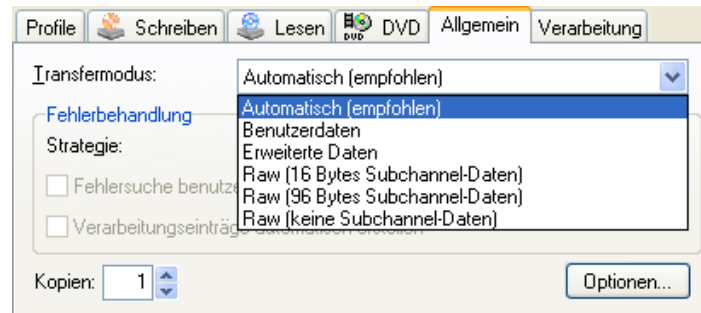 Profile Schreiben Lesen DVD Allgemein Verarbeitung
Transfermodus: Automatisch (empfohlen)
Automatisch (empfohlen)
Fehlerbehandlung
Benutzerdaten
Strategie:
Erweiterte Daten
Raw (16 Bytes Subchannel-Daten)
Fehlersuche
Raw (96 Bytes Subchannel-Daten)
Raw (keine Subchannel-Daten)
Kopien: 1 Optionen...